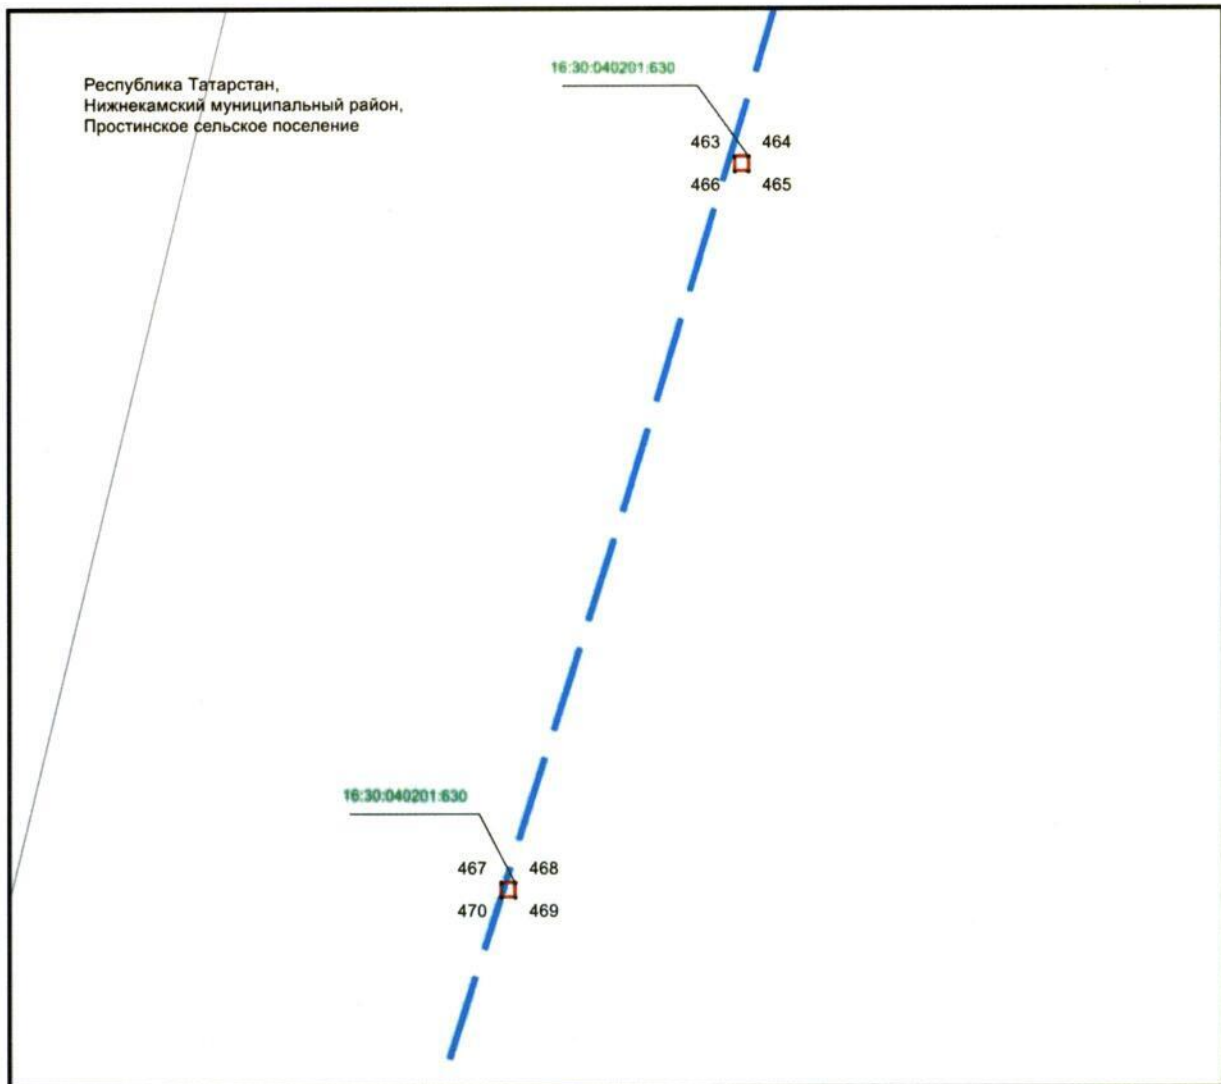 Республика Татарстан,
Нижнекамский муниципальный район,
Простинское сельское поселение
16:30:040201:630
463 464
466 465
16:30:040201:630
467 468
470 469